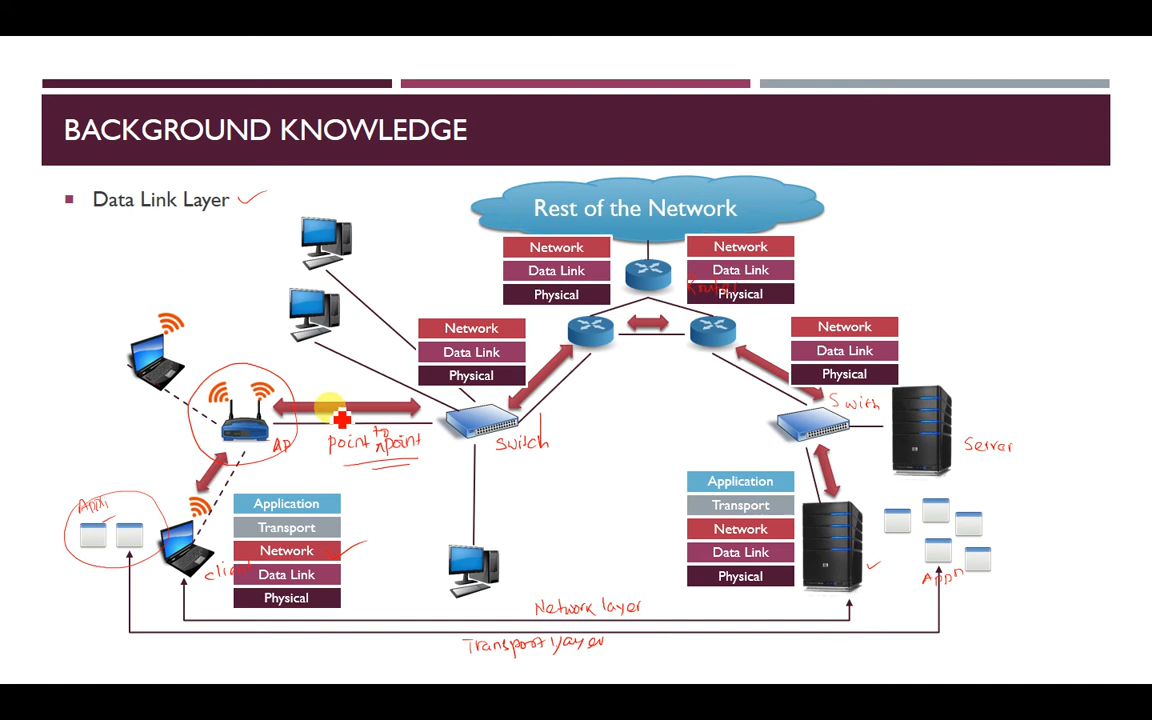 BACKGROUND KNOWLEDGE
Data Link Layer
Rest of the Network
Network
Data Link
Physical
Network
Data Link
Physical
Router
Network
Data Link
Physical
Network
Data Link
Physical
AP
point to point
Switch
Swith
Server
Application
Transport
Network
Data Link
Physical
client
Application
Transport
Network
Data Link
Physical
Appn
Network layer
Transport layer